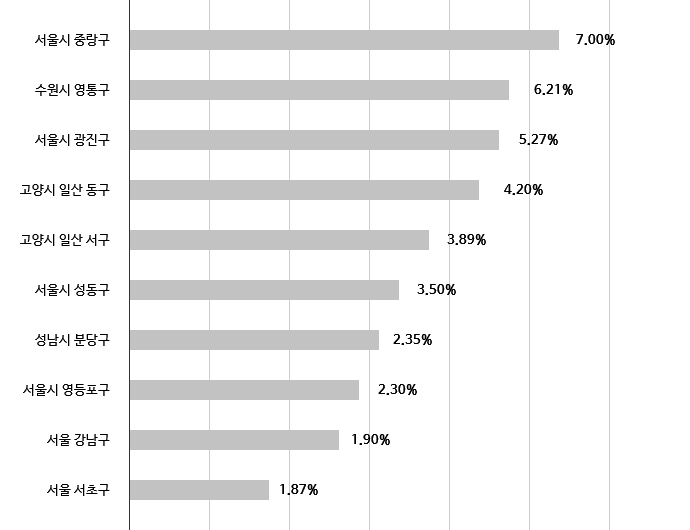 서울시 중랑구 7.00%
수원시 영통구 6.21%
서울시 광진구 5.27%
고양시 일산 동구 4.20%
고양시 일산 서구 3.89%
서울시 성동구 3.50%
성남시 분당구 2.35%
서울시 영등포구 2.30%
서울 강남구 1.90%
서울 서초구 1.87%